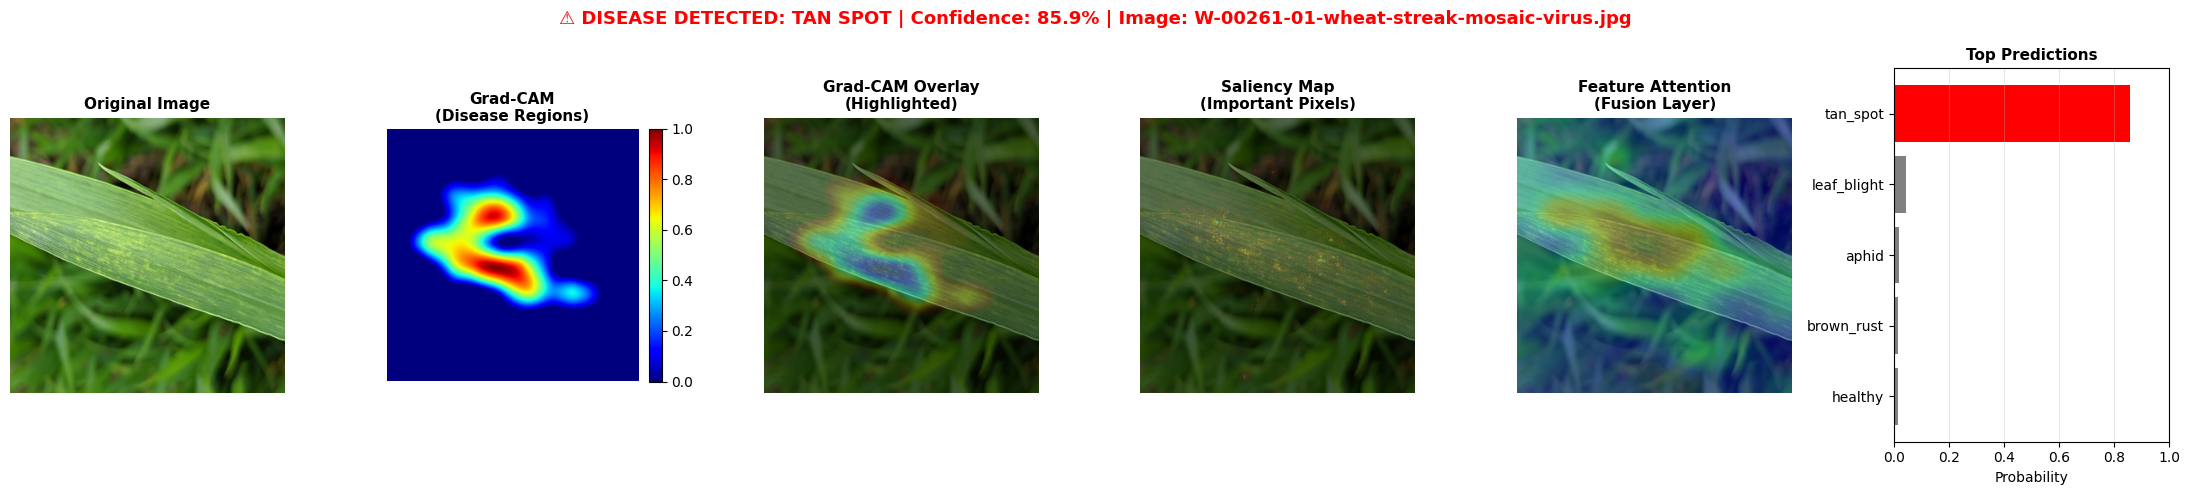 ⚠ DISEASE DETECTED: TAN SPOT | Confidence: 85.9% | Image: W-00261-01-wheat-streak-mosaic-virus.jpg
Original Image
Grad-CAM
(Disease Regions)
1.0
0.8
0.6
0.4
0.2
0.0
Grad-CAM Overlay
(Highlighted)
Saliency Map
(Important Pixels)
Feature Attention
(Fusion Layer)
Top Predictions
tan_spot
leaf_blight
aphid
brown_rust
healthy
0.0 0.2 0.4 0.6 0.8 1.0
Probability